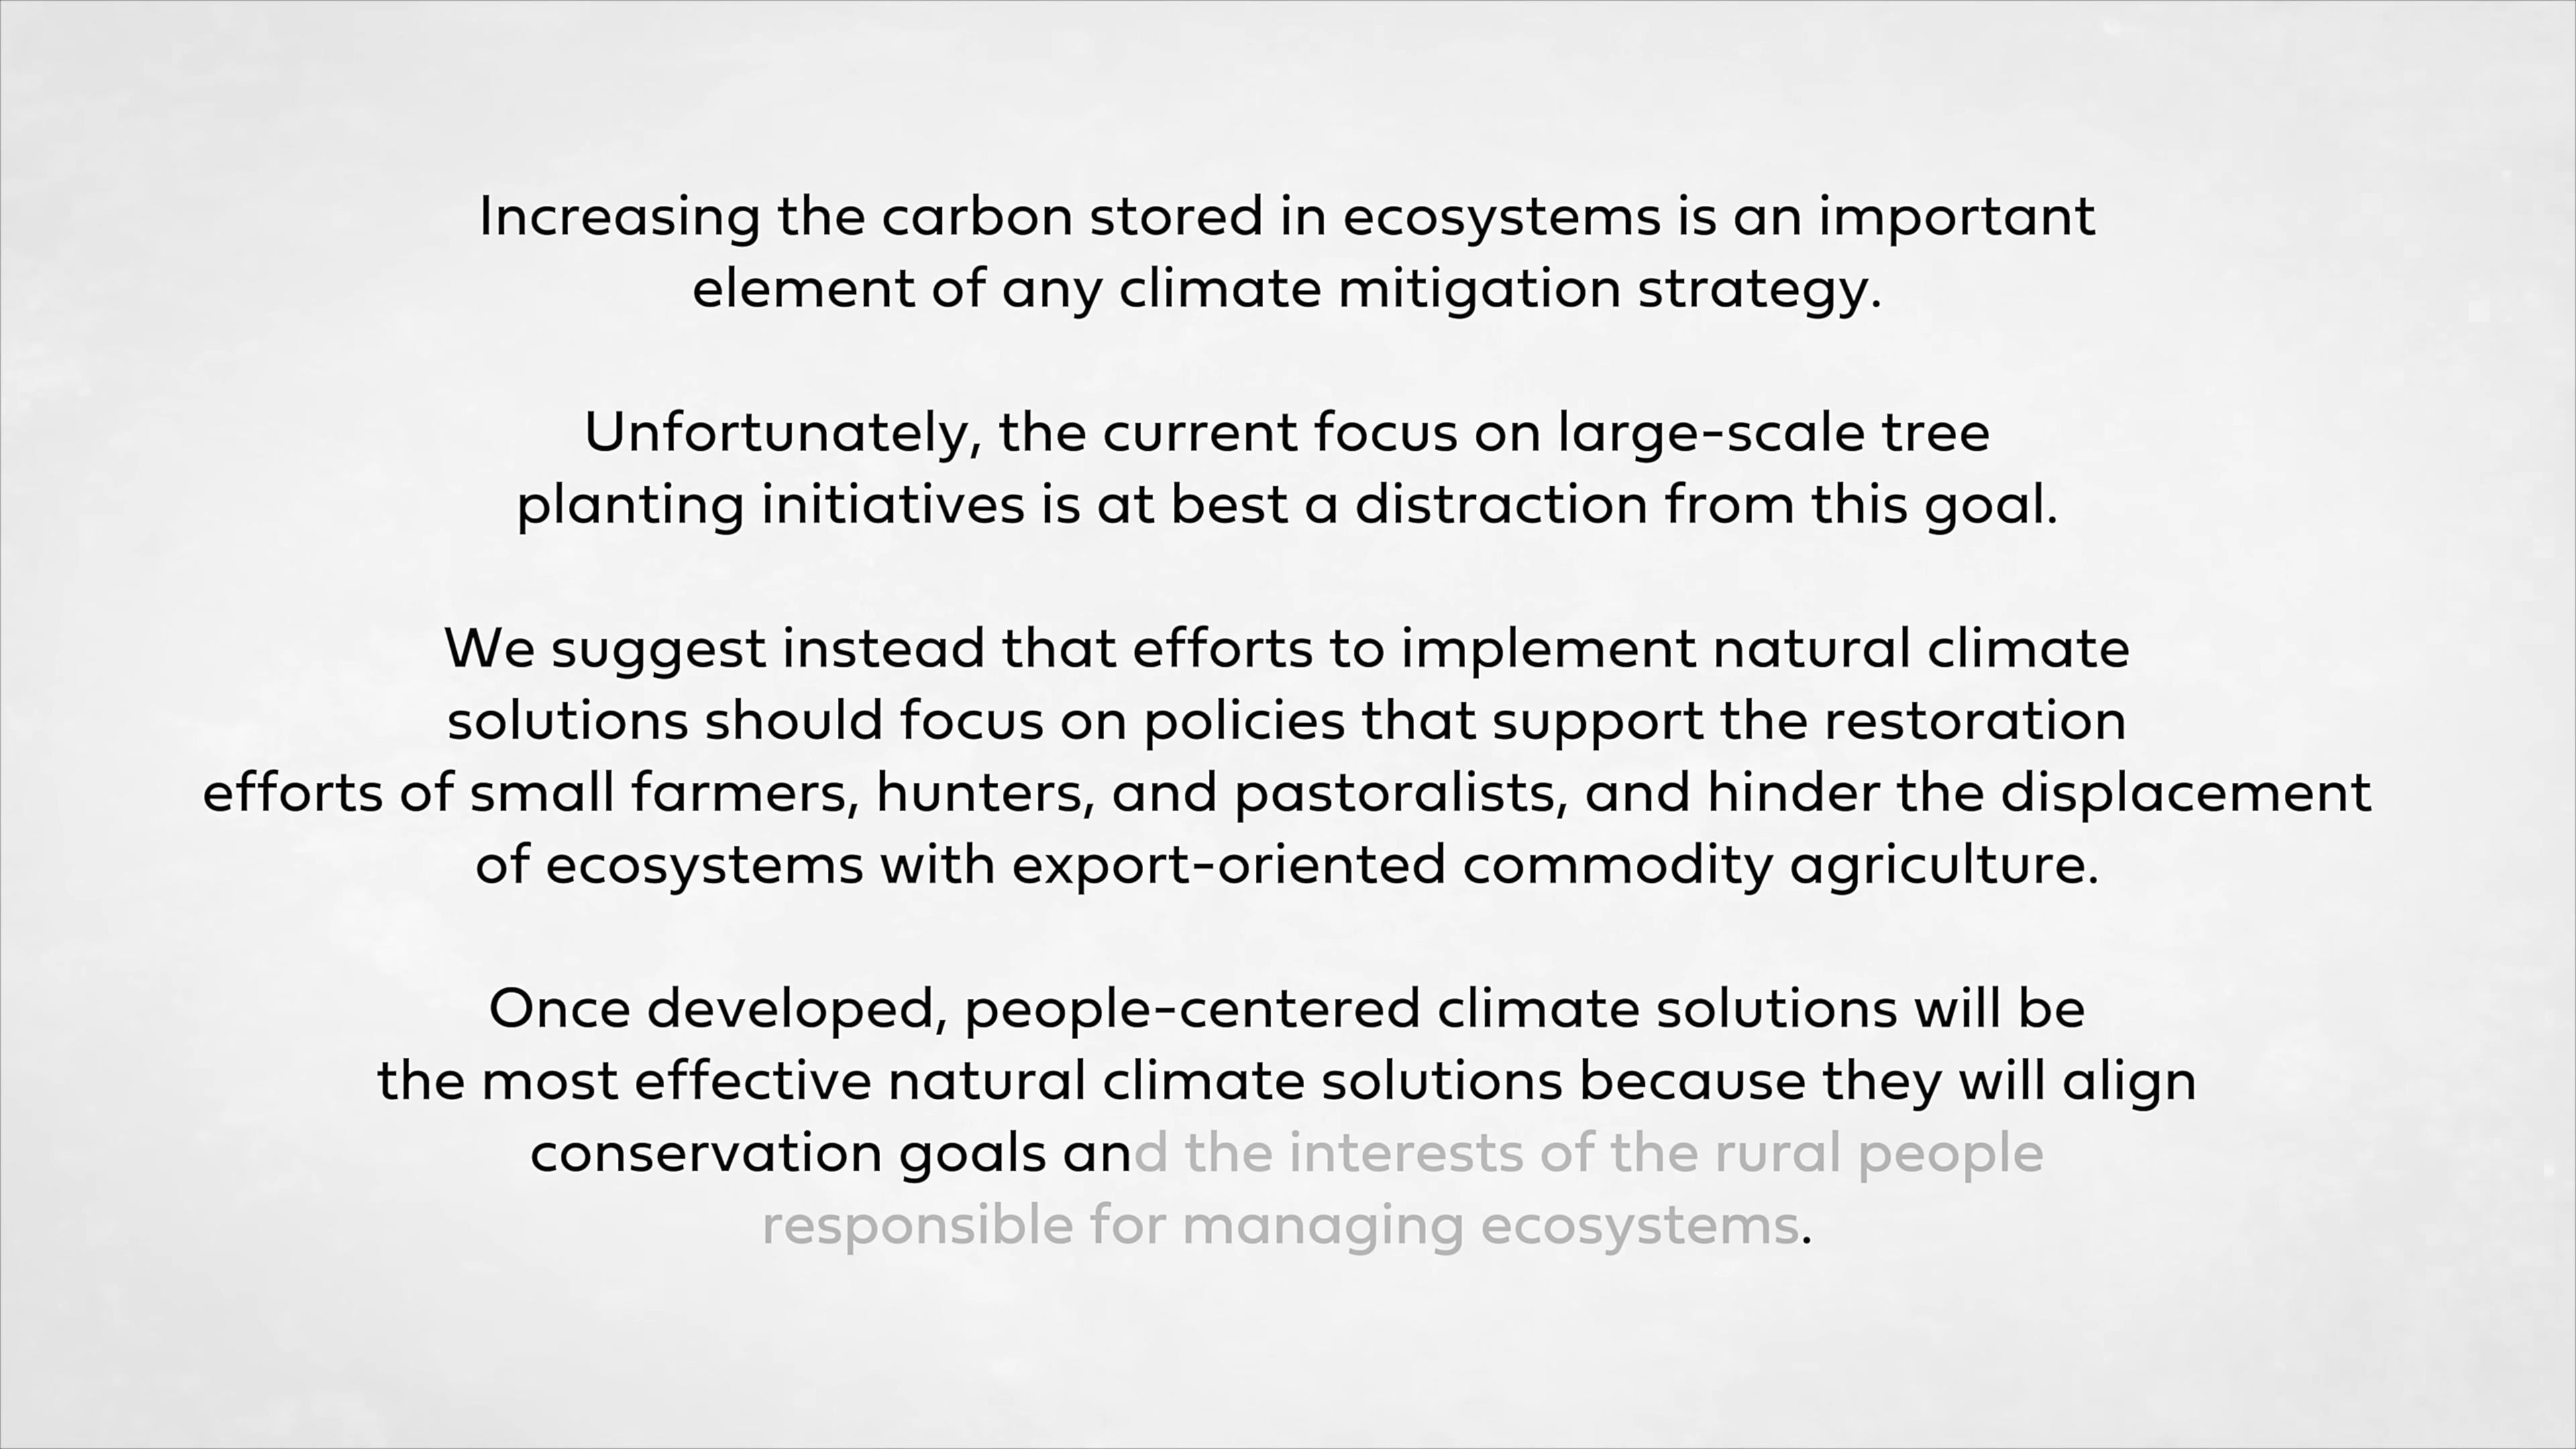 Increasing the carbon stored in ecosystems is an important
element of any climate mitigation strategy.
Unfortunately, the current focus on large-scale tree
planting initiatives is at best a distraction from this goal.
We suggest instead that efforts to implement natural climate
solutions should focus on policies that support the restoration
efforts of small farmers, hunters, and pastoralists, and hinder the displacement
of ecosystems with export-oriented commodity agriculture.
Once developed, people-centered climate solutions will be
the most effective natural climate solutions because they will align
conservation goals and the interests of the rural people
responsible for managing ecosystems.